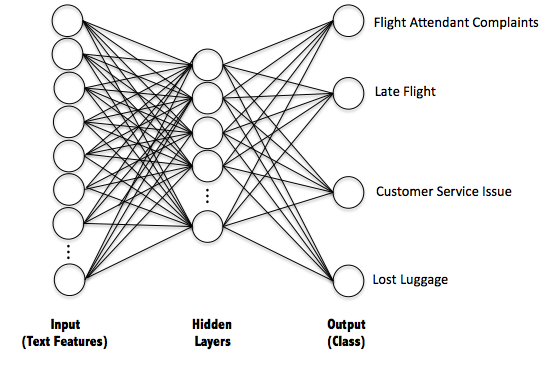 Flight Attendant Complaints
Late Flight
Customer Service Issue
Lost Luggage
Input
(Text Features)
Hidden
Layers
Output
(Class)